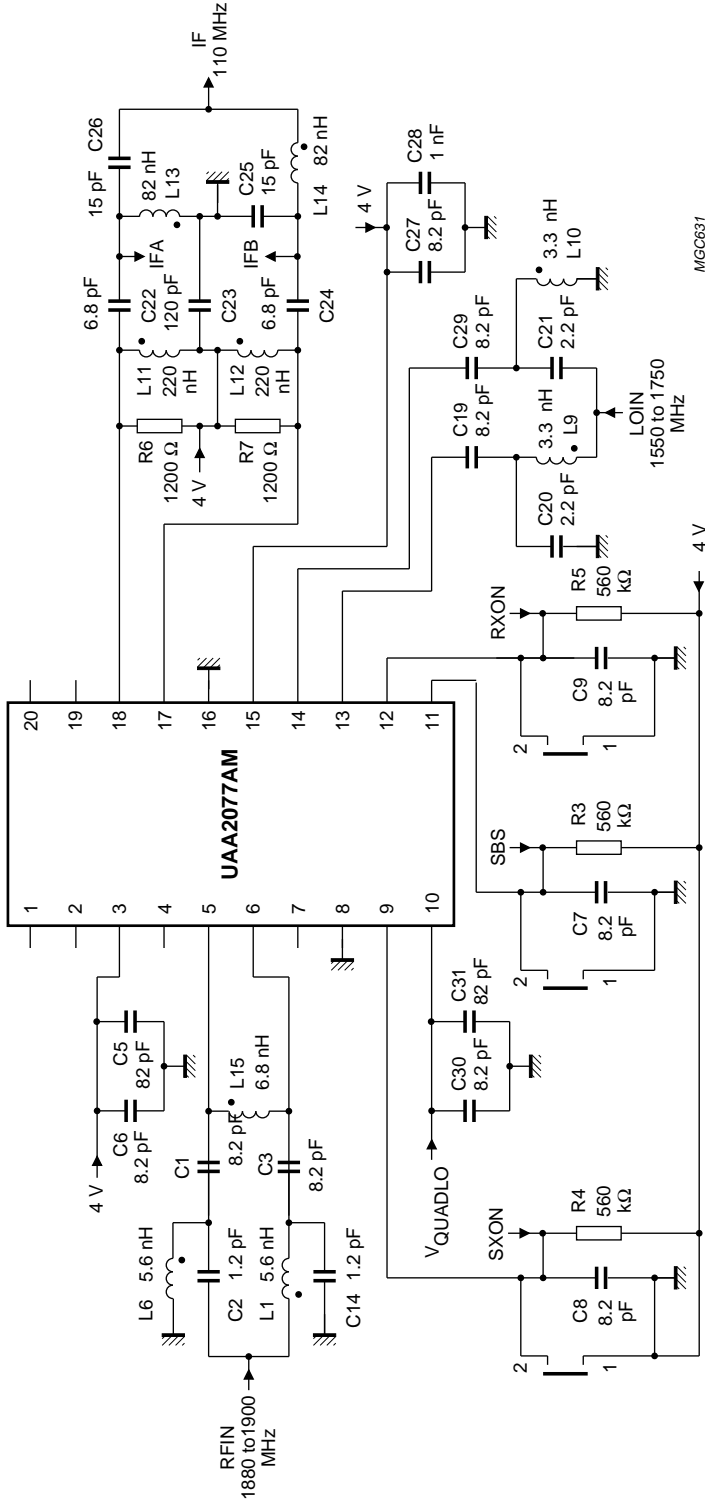 RFIN
1880 to1900
MHz
L6
5.6 nH
C2
1.2 pF
L1
5.6 nH
C14
1.2 pF
C1
8.2 pF
C3
8.2 pF
L15
6.8 nH
4 V
C6
8.2 pF
C5
82 pF
1
2
3
4
5
6
7
8
9
10
UAA2077AM
20
19
18
17
16
15
14
13
12
11
VQUADLO
C30
8.2 pF
C31
82 pF
SXON
2
1
C8
8.2
pF
R4
560
kΩ
SBS
2
1
C7
8.2
pF
R3
560
kΩ
RXON
2
1
C9
8.2
pF
R5
560
kΩ
4 V
R6
1200 Ω
4 V
R7
1200 Ω
L11
220
nH
L12
220
nH
6.8 pF
C22
120 pF
C23
6.8 pF
C24
IFA
IFB
15 pF
C26
82 nH
L13
C25
15 pF
L14
82 nH
IF
110 MHz
4 V
C27
8.2 pF
C28
1 nF
C19
8.2 pF
C29
8.2 pF
C20
2.2 pF
3.3 nH
L9
C21
2.2 pF
3.3 nH
L10
LOIN
1550 to 1750
MHz
MGC631